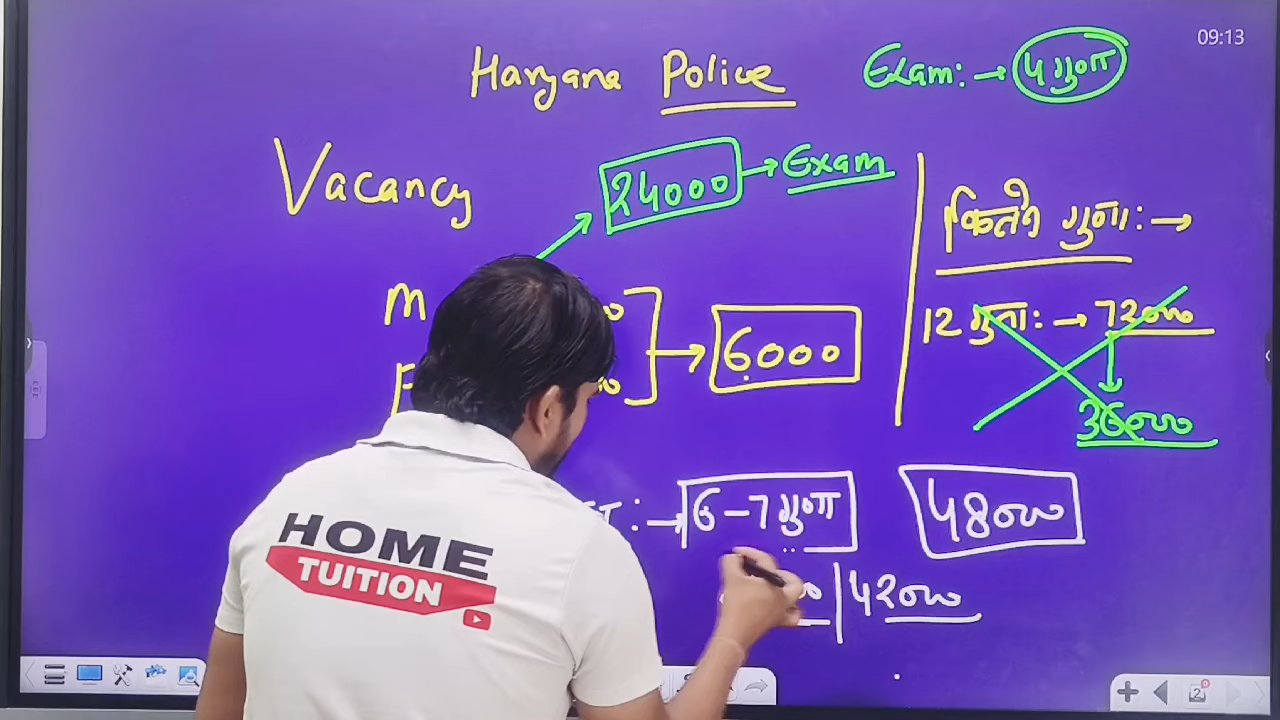 09:13
Haryana Police Exam: → 4 गुणा
Vacancy 24000 → Exam
कितने गुना: →
M
6000
12 गुना: → 72000
36000
: → 6-7 गुणा 48000
42000
HOME
TUITION
2